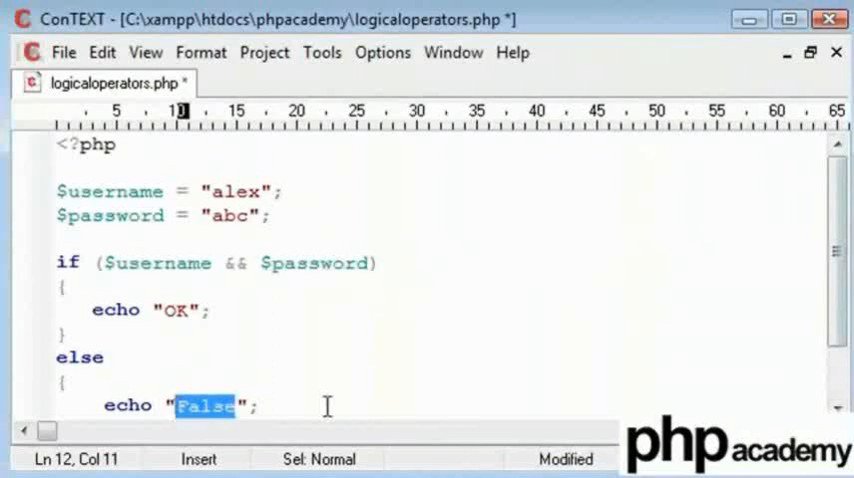 ConTEXT - [C:\xampp\htdocs\phpacademy\logicaloperators.php *]
File Edit View Format Project Tools Options Window Help
logicaloperators.php *
5 10 15 20 25 30 35 40 45 50 55 60 65
<?php
$username = "alex";
$password = "abc";
if ($username && $password)
{
echo "OK";
}
else
{
echo "False";
Ln 12, Col 11 Insert Sel: Normal Modified
php academy